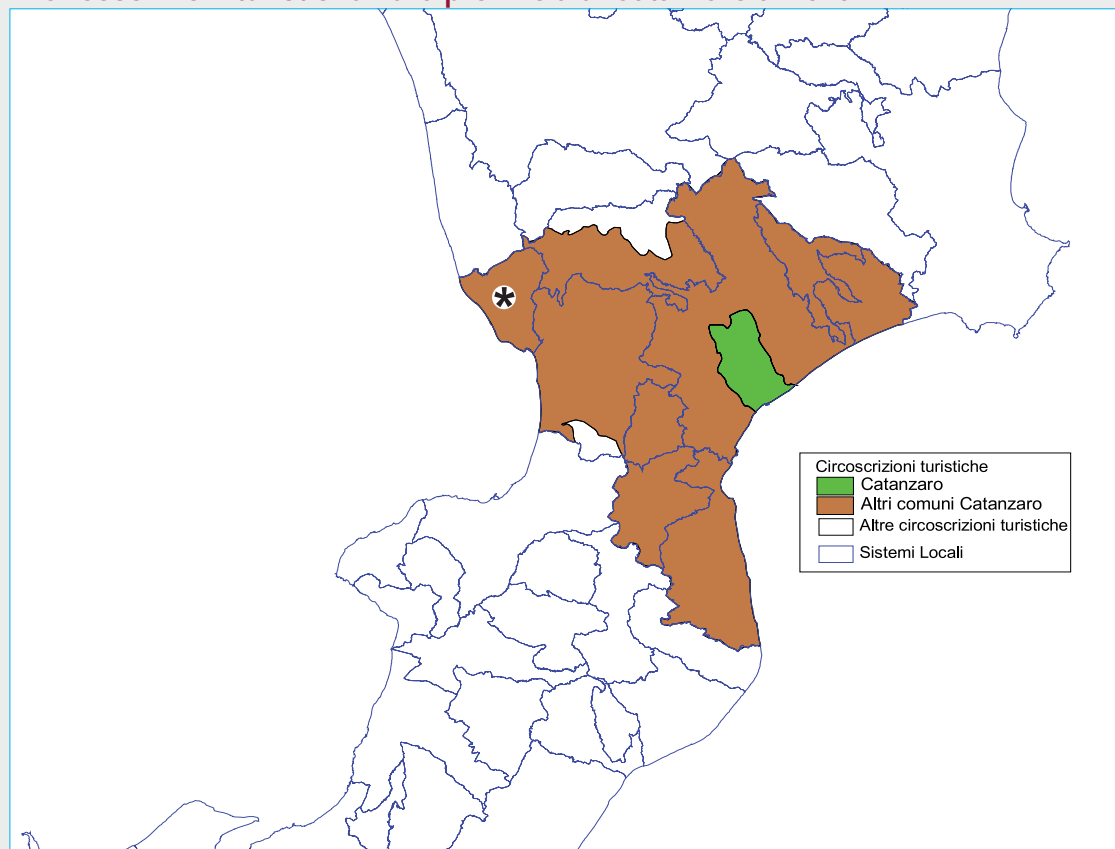 *
Circoscrizioni turistiche
Catanzaro
Altri comuni Catanzaro
Altre circoscrizioni turistiche
Sistemi Locali